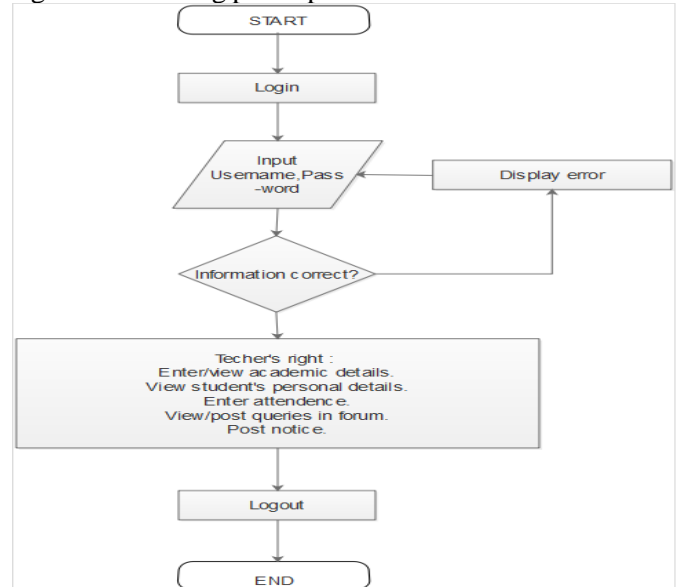 START
Login
Input
Username,Pass
-word
Display error
Information correct?
Techer's right :
Enter/view academic details.
View student's personal details.
Enter attendence.
View/post queries in forum.
Post notice.
Logout
END